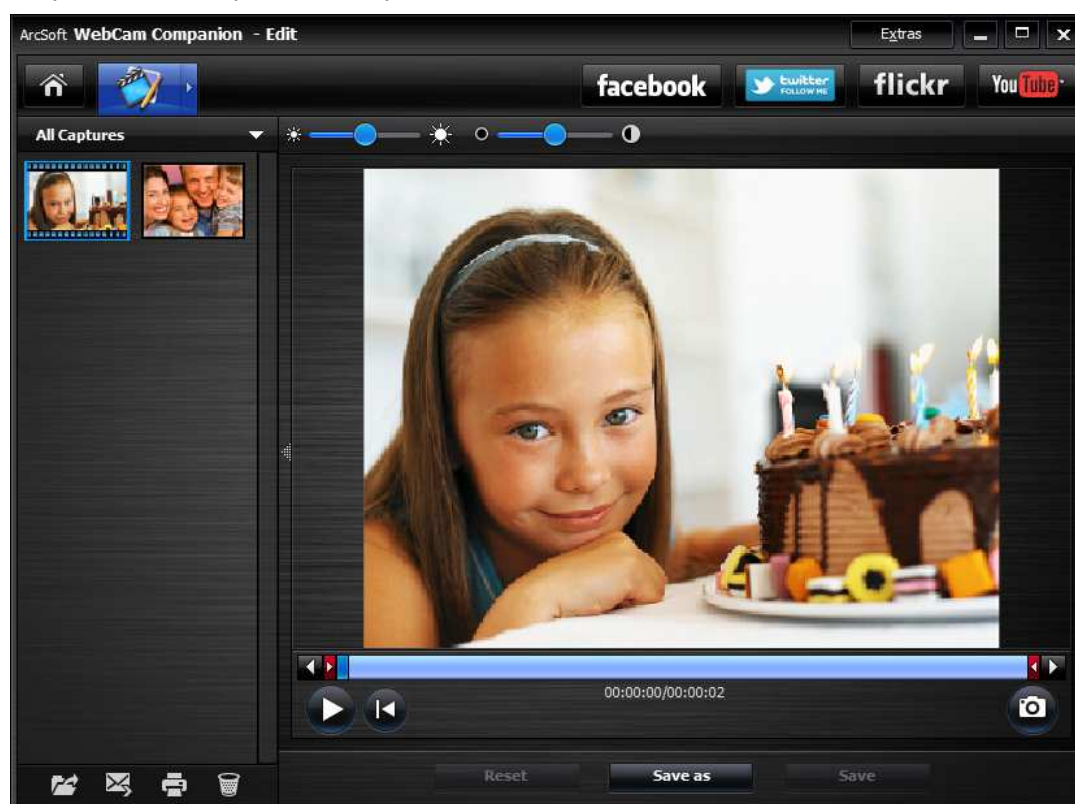 ArcSoft WebCam Companion - Edit
Extras
facebook
twitter
FOLLOW ME
flickr
YouTube
All Captures
00:00:00/00:00:02
Reset
Save as
Save